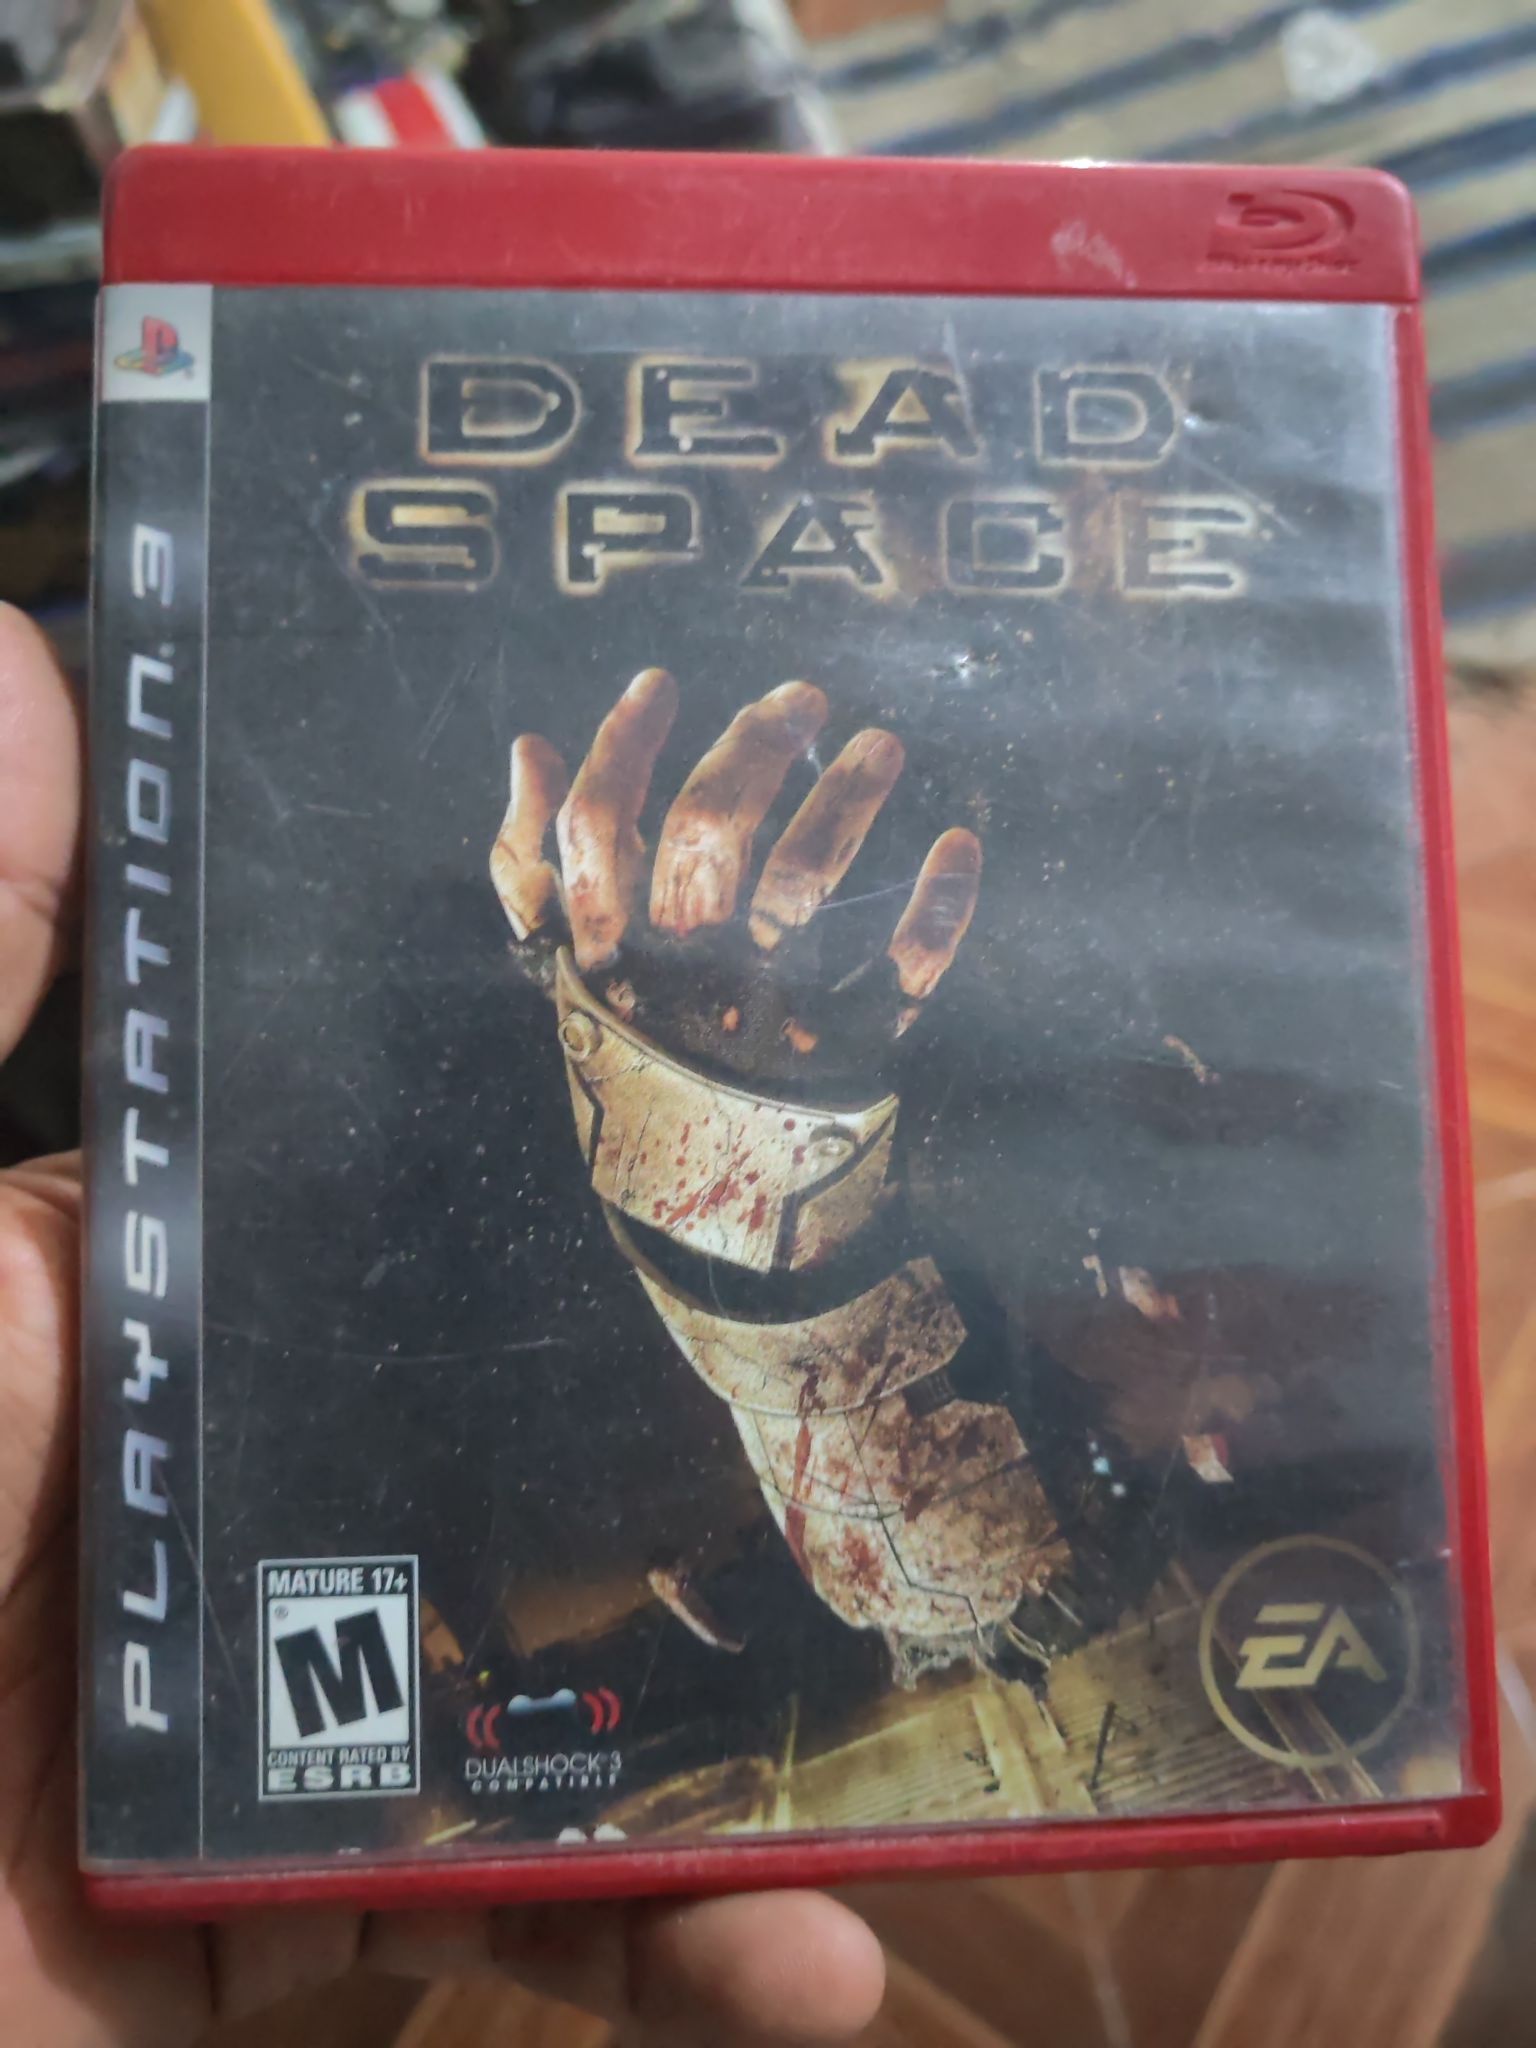 DEAD
SPACE
PLAYSTATION 3
MATURE 17+
M
CONTENT RATED BY
ESRB
DUALSHOCK 3
COMPATIBLE
EA